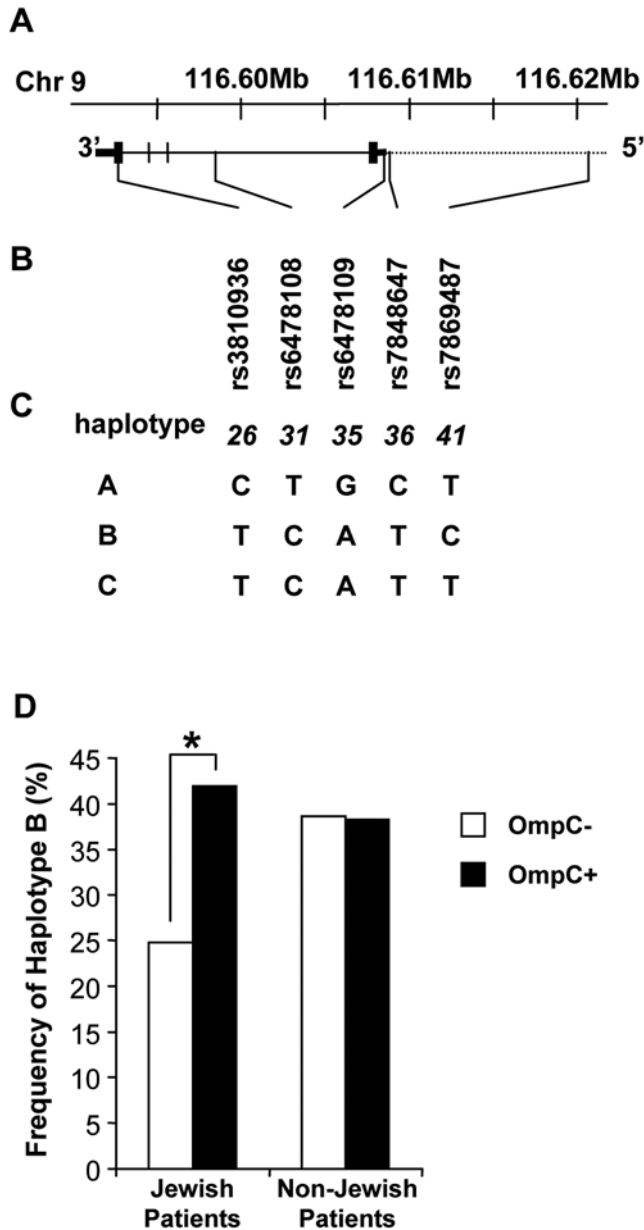 A
Chr 9 116.60Mb 116.61Mb 116.62Mb
3’ 5’
B
rs3810936 rs6478108 rs6478109 rs7848647 rs7869487
C
haplotype 26 31 35 36 41
A C T G C T
B T C A T C
C T C A T T
D
*
Frequency of Haplotype B (%)
45
40
35
30
25
20
15
10
5
0
OmpC-
OmpC+
Jewish Patients
Non-Jewish Patients